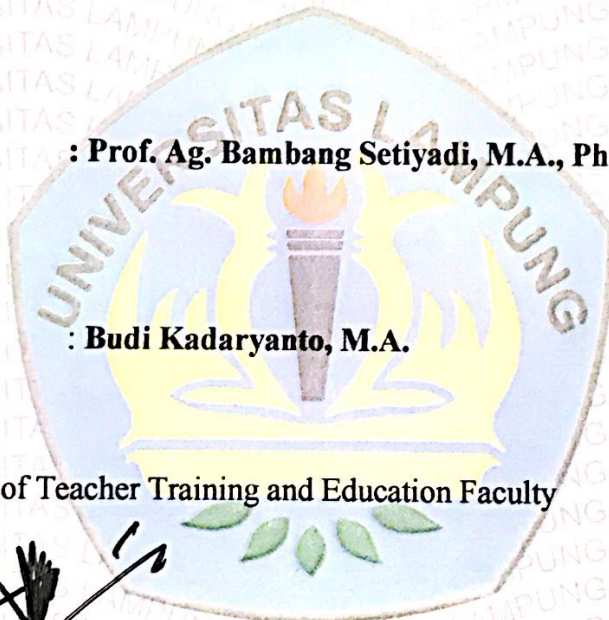 UNIVERSITAS LAMPUNG
: Prof. Ag. Bambang Setiyadi, M.A., Ph
: Budi Kadaryanto, M.A.
of Teacher Training and Education Faculty